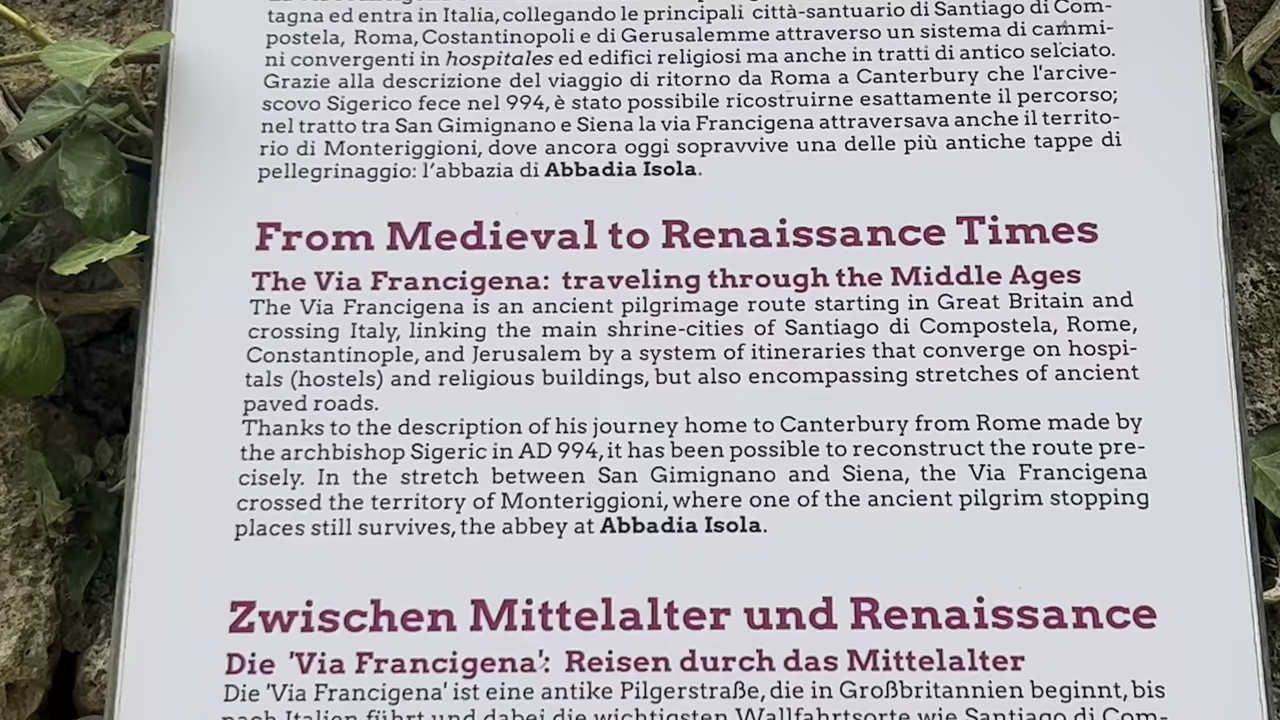 tagna ed entra in Italia, collegando le principali città-santuario di Santiago di Com-
postela, Roma, Costantinopoli e di Gerusalemme attraverso un sistema di cammi-
ni convergenti in hospitales ed edifici religiosi ma anche in tratti di antico selciato.
Grazie alla descrizione del viaggio di ritorno da Roma a Canterbury che l'arcive-
scovo Sigerico fece nel 994, è stato possibile ricostruirne esattamente il percorso;
nel tratto tra San Gimignano e Siena la via Francigena attraversava anche il territo-
rio di Monteriggioni, dove ancora oggi sopravvive una delle più antiche tappe di
pellegrinaggio: l'abbazia di Abbadia Isola.
From Medieval to Renaissance Times
The Via Francigena: traveling through the Middle Ages
The Via Francigena is an ancient pilgrimage route starting in Great Britain and
crossing Italy, linking the main shrine-cities of Santiago di Compostela, Rome,
Constantinople, and Jerusalem by a system of itineraries that converge on hospi-
tals (hostels) and religious buildings, but also encompassing stretches of ancient
paved roads.
Thanks to the description of his journey home to Canterbury from Rome made by
the archbishop Sigeric in AD 994, it has been possible to reconstruct the route pre-
cisely. In the stretch between San Gimignano and Siena, the Via Francigena
crossed the territory of Monteriggioni, where one of the ancient pilgrim stopping
places still survives, the abbey at Abbadia Isola.
Zwischen Mittelalter und Renaissance
Die 'Via Francigena': Reisen durch das Mittelalter
Die 'Via Francigena' ist eine antike Pilgerstraße, die in Großbritannien beginnt, bis
nach Italien führt und dabei die wichtigsten Wallfahrtsorte wie Santiago di Com-